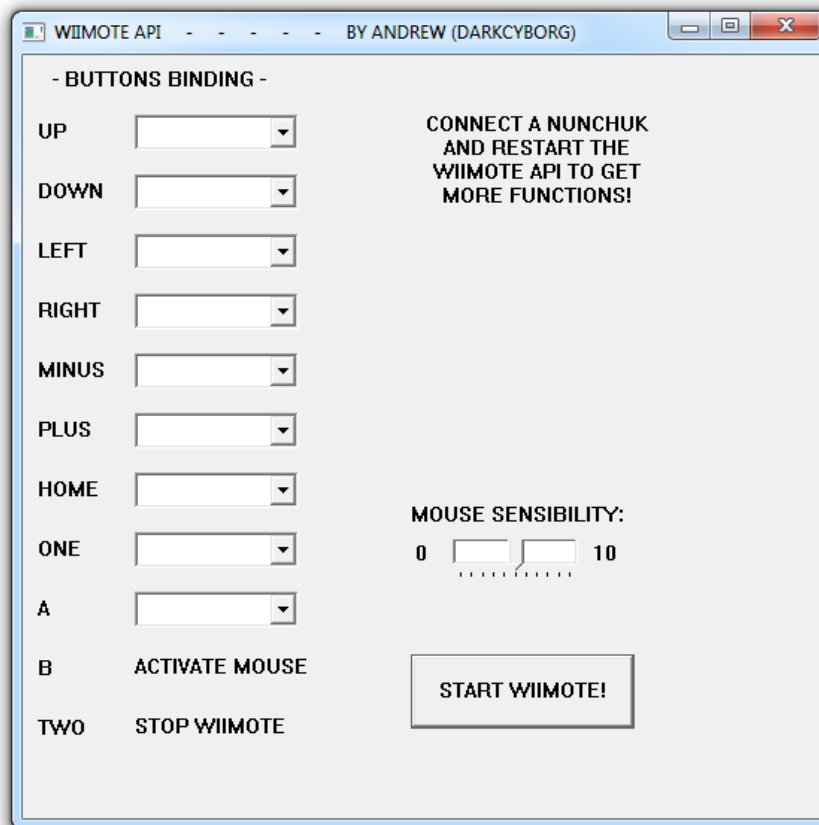 WIIMOTE API - - - - - BY ANDREW (DARKCYBORG)
- BUTTONS BINDING -
UP
DOWN
LEFT
RIGHT
MINUS
PLUS
HOME
ONE
A
B ACTIVATE MOUSE
TWO STOP WIIMOTE
CONNECT A NUNCHUK
AND RESTART THE
WIIMOTE API TO GET
MORE FUNCTIONS!
MOUSE SENSIBILITY:
0 10
START WIIMOTE!